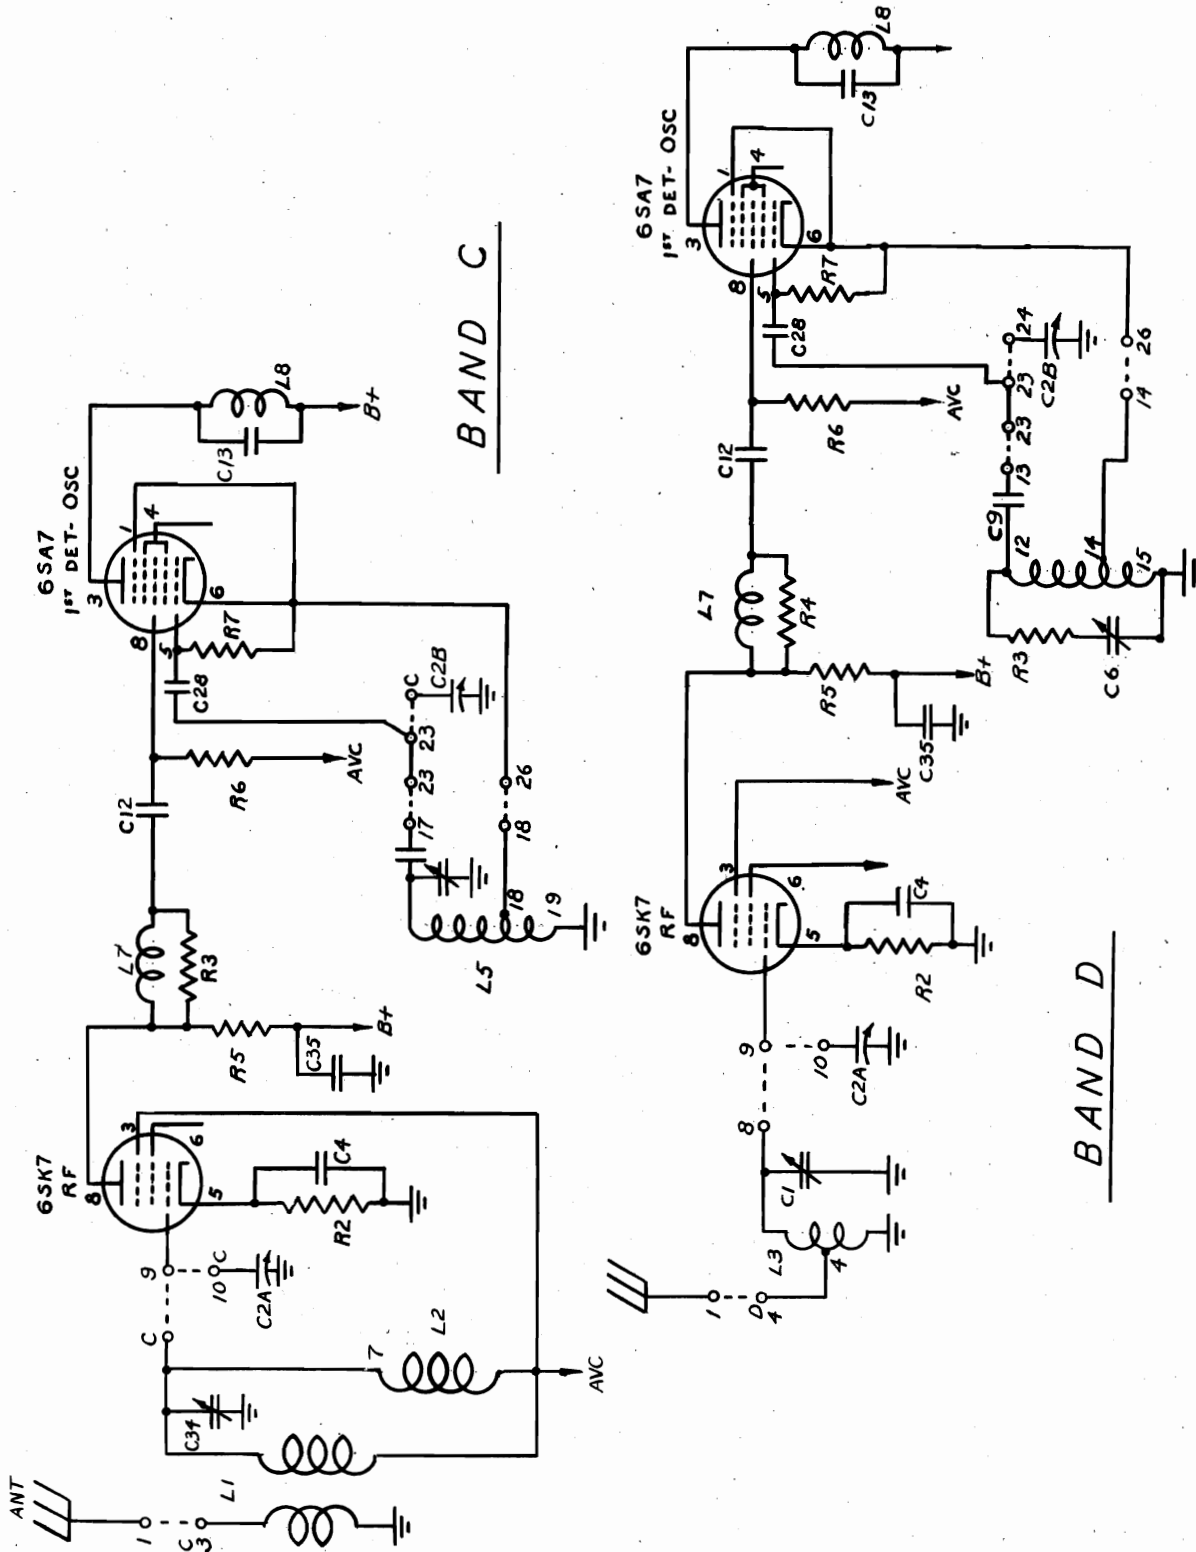 BAND C
ANT
1
C
3
L1
C34
C
7
L2
AVC
9
10
C
C2A
6SK7
RF
8
3
6
5
R2
C4
R5
C35
B+
L7
R3
C12
R6
AVC
C28
6SA7
1ST DET- OSC
3
8
5
1
4
6
R7
C13
L8
B+
L5
18
19
17
23
23
C
C2B
18
26
BAND D
1
D
4
L3
4
C1
8
9
10
C2A
6SK7
RF
8
3
6
5
R2
C4
AVC
R5
C35
B+
L7
R4
C12
R6
AVC
C28
6SA7
1ST DET- OSC
3
8
5
1
4
6
R7
C13
L8
R3
C6
12
14
15
C9
13
23
23
24
C2B
14
26